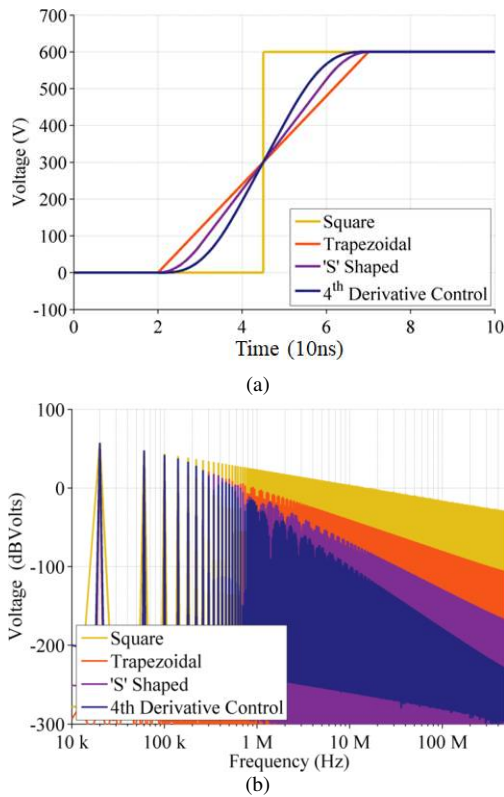 700
600
500
400
300
200
100
0
-100
Voltage (V)
Square
Trapezoidal
'S' Shaped
4th Derivative Control
0 2 4 6 8 10
Time (10ns)
(a)
100
0
-100
-200
-300
Voltage (dBVolts)
Square
Trapezoidal
'S' Shaped
4th Derivative Control
10 k 100 k 1 M 10 M 100 M
Frequency (Hz)
(b)